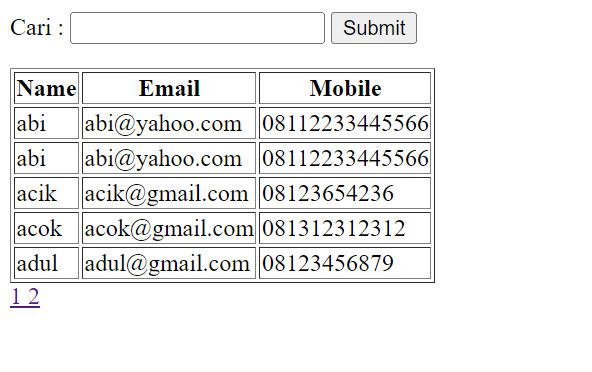 Cari : Submit
Name Email Mobile
abi abi@yahoo.com 08112233445566
abi abi@yahoo.com 08112233445566
acik acik@gmail.com 08123654236
acok acok@gmail.com 081312312312
adul adul@gmail.com 08123456879
1 2